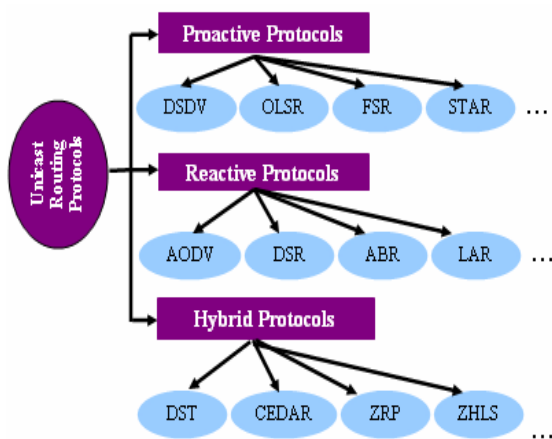 Unicast
Routing
Protocols
Proactive Protocols
DSDV OLSR FSR STAR ...
Reactive Protocols
AODV DSR ABR LAR ...
Hybrid Protocols
DST CEDAR ZRP ZHLS ...